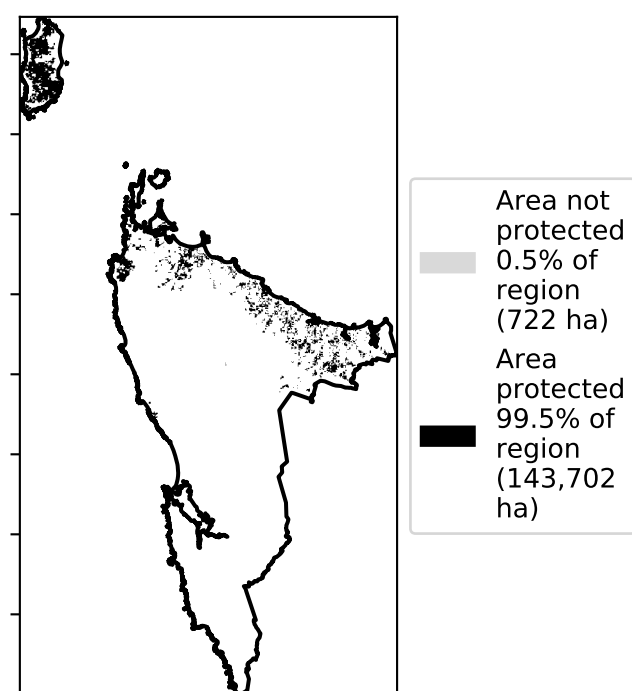 Area not
protected
0.5% of
region
(722 ha)
Area
protected
99.5% of
region
(143,702
ha)